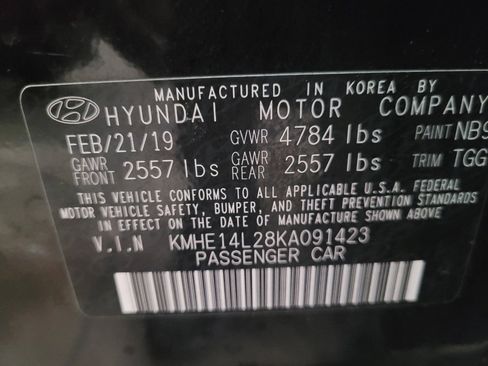 MANUFACTURED IN KOREA BY
HYUNDAI MOTOR COMPANY
FEB/21/19 GVWR 4784 lbs PAINT NB9
GAWR FRONT 2557 lbs GAWR REAR 2557 lbs TRIM TGG
THIS VEHICLE CONFORMS TO ALL APPLICABLE U.S.A. FEDERAL
MOTOR VEHICLE SAFETY, BUMPER, AND THEFT PREVENTION STANDARDS
IN EFFECT ON THE DATE OF MANUFACTURE SHOWN ABOVE.
V.I.N KMHE14L28KA091423
PASSENGER CAR